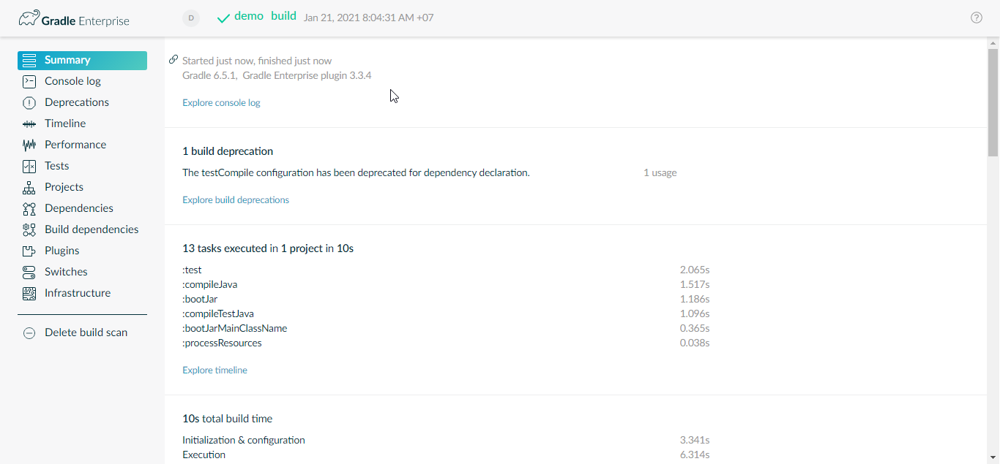 Gradle Enterprise
D demo build Jan 21, 2021 8:04:31 AM +07 ?
Summary
Console log
Deprecations
Timeline
Performance
Tests
Projects
Dependencies
Build dependencies
Plugins
Switches
Infrastructure
Delete build scan
Started just now, finished just now
Gradle 6.5.1, Gradle Enterprise plugin 3.3.4
Explore console log
1 build deprecation
The testCompile configuration has been deprecated for dependency declaration. 1 usage
Explore build deprecations
13 tasks executed in 1 project in 10s
:test 2.065s
:compileJava 1.517s
:bootJar 1.186s
:compileTestJava 1.096s
:bootJarMainClassName 0.365s
:processResources 0.038s
Explore timeline
10s total build time
Initialization & configuration 3.341s
Execution 6.314s